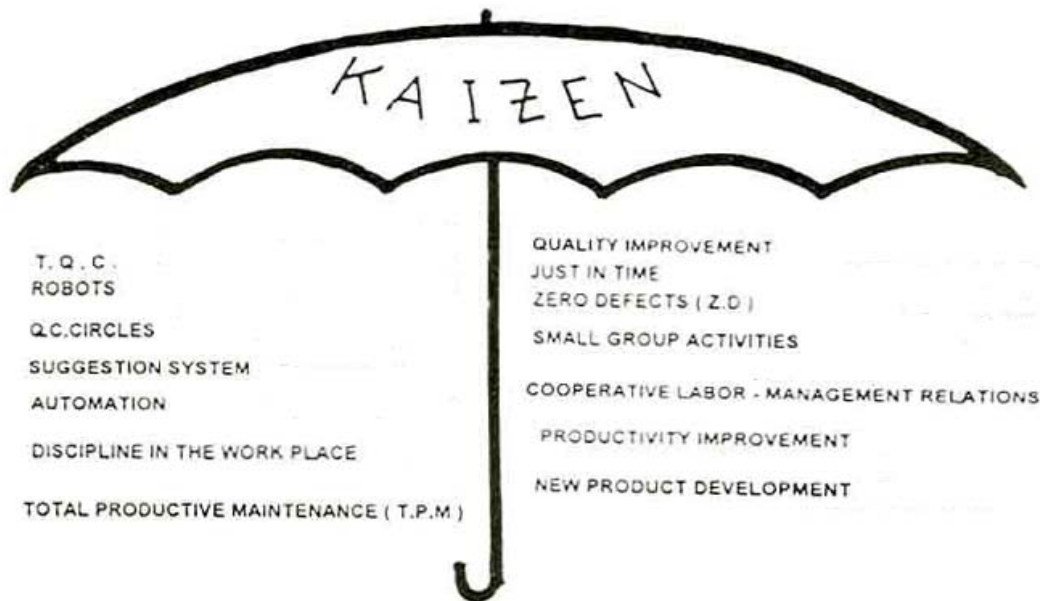 KAIZEN
T. Q. C.
ROBOTS
Q.C.CIRCLES
SUGGESTION SYSTEM
AUTOMATION
DISCIPLINE IN THE WORK PLACE
TOTAL PRODUCTIVE MAINTENANCE ( T.P.M )
QUALITY IMPROVEMENT
JUST IN TIME
ZERO DEFECTS ( Z.D )
SMALL GROUP ACTIVITIES
COOPERATIVE LABOR - MANAGEMENT RELATIONS
PRODUCTIVITY IMPROVEMENT
NEW PRODUCT DEVELOPMENT